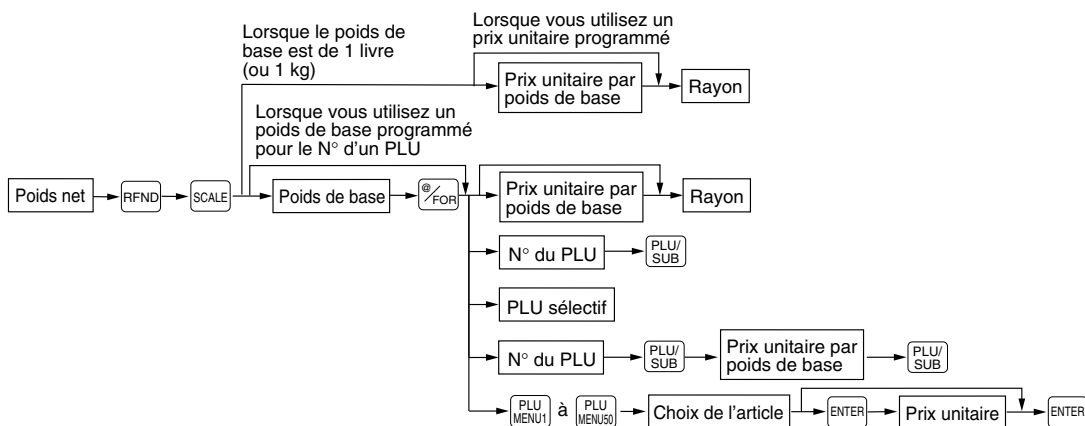 Lorsque vous utilisez un
prix unitaire programmé
Lorsque le poids de
base est de 1 livre
(ou 1 kg)
Prix unitaire par
poids de base
Rayon
Lorsque vous utilisez un
poids de base programmé
pour le N° d'un PLU
Poids net
RFND
SCALE
Poids de base
@/FOR
Prix unitaire par
poids de base
Rayon
N° du PLU
PLU/
SUB
PLU sélectif
N° du PLU
PLU/
SUB
Prix unitaire par
poids de base
PLU/
SUB
PLU
MENU1
à
PLU
MENU50
Choix de l'article
ENTER
Prix unitaire
ENTER